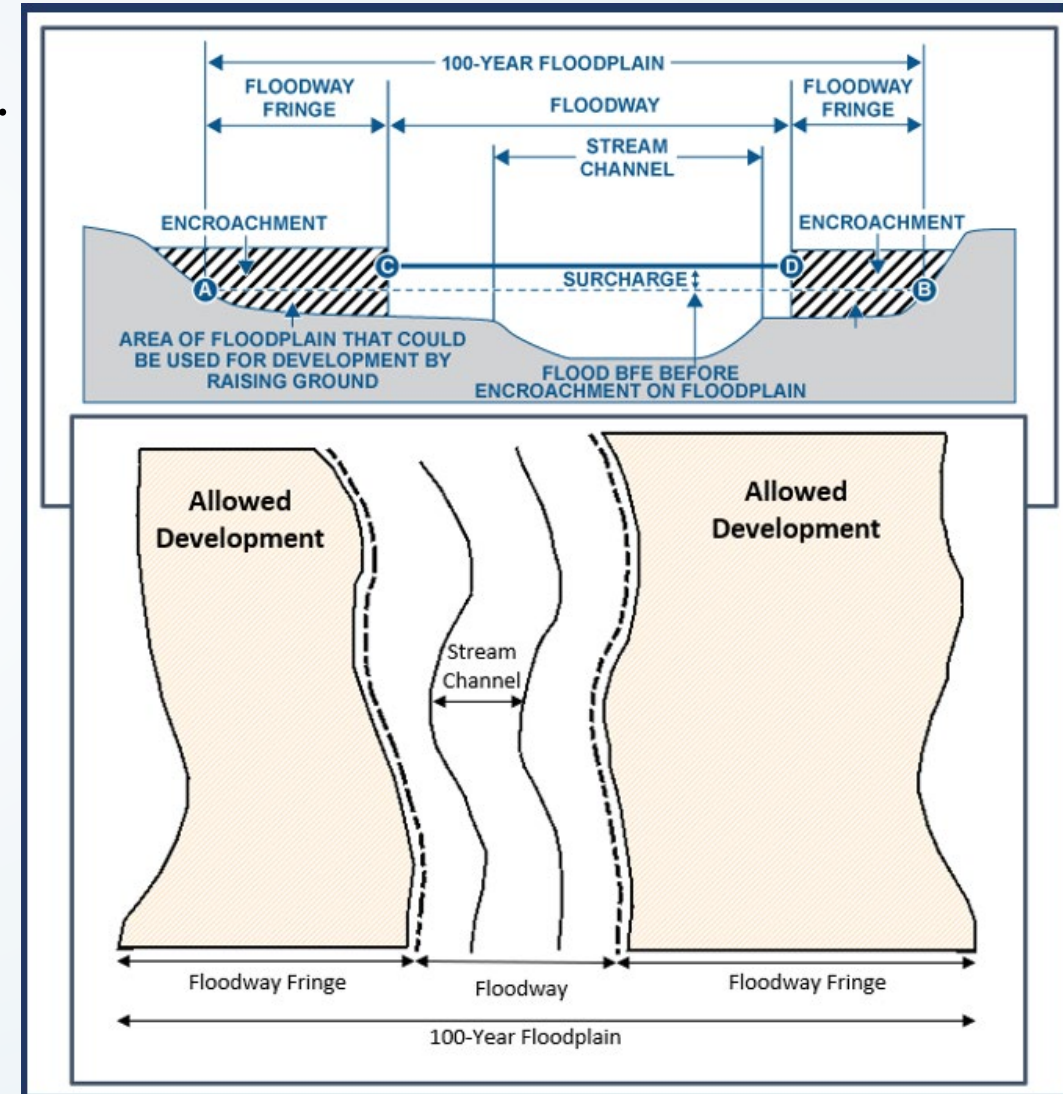 100-YEAR FLOODPLAIN
FLOODWAY
FRINGE
FLOODWAY
FLOODWAY
FRINGE
STREAM
CHANNEL
ENCROACHMENT
ENCROACHMENT
C
D
SURCHARGE
A
B
AREA OF FLOODPLAIN THAT COULD
BE USED FOR DEVELOPMENT BY
RAISING GROUND
FLOOD BFE BEFORE
ENCROACHMENT ON FLOODPLAIN
Allowed
Development
Allowed
Development
Stream
Channel
Floodway Fringe
Floodway
Floodway Fringe
100-Year Floodplain